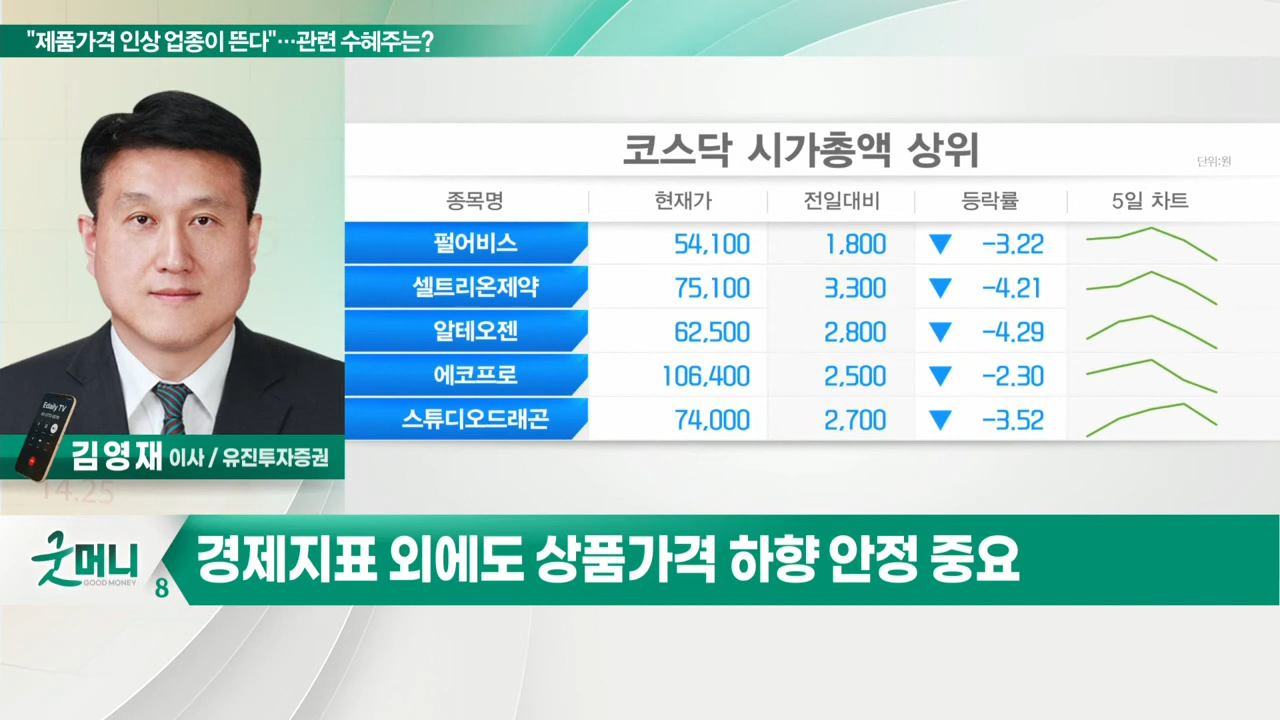 "제품가격 인상 업종이 뜬다"…관련 수혜주는?
코스닥 시가총액 상위
단위:원
종목명 현재가 전일대비 등락률 5일 차트
펄어비스 54,100 1,800 ▼ -3.22
셀트리온제약 75,100 3,300 ▼ -4.21
알테오젠 62,500 2,800 ▼ -4.29
에코프로 106,400 2,500 ▼ -2.30
스튜디오드래곤 74,000 2,700 ▼ -3.52
Edaily TV
김영재 이사 / 유진투자증권
14.25
굿머니
GOOD MONEY
8
경제지표 외에도 상품가격 하향 안정 중요